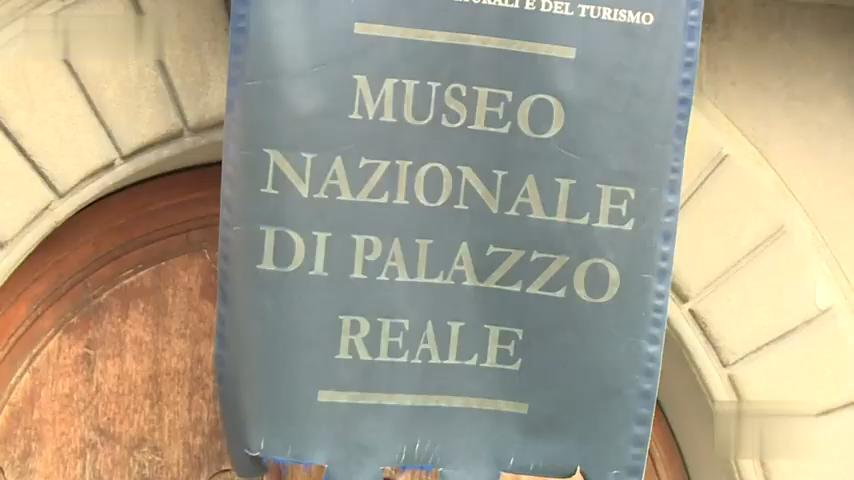 E DEL TURISMO
MUSEO
NAZIONALE
DI PALAZZO
REALE